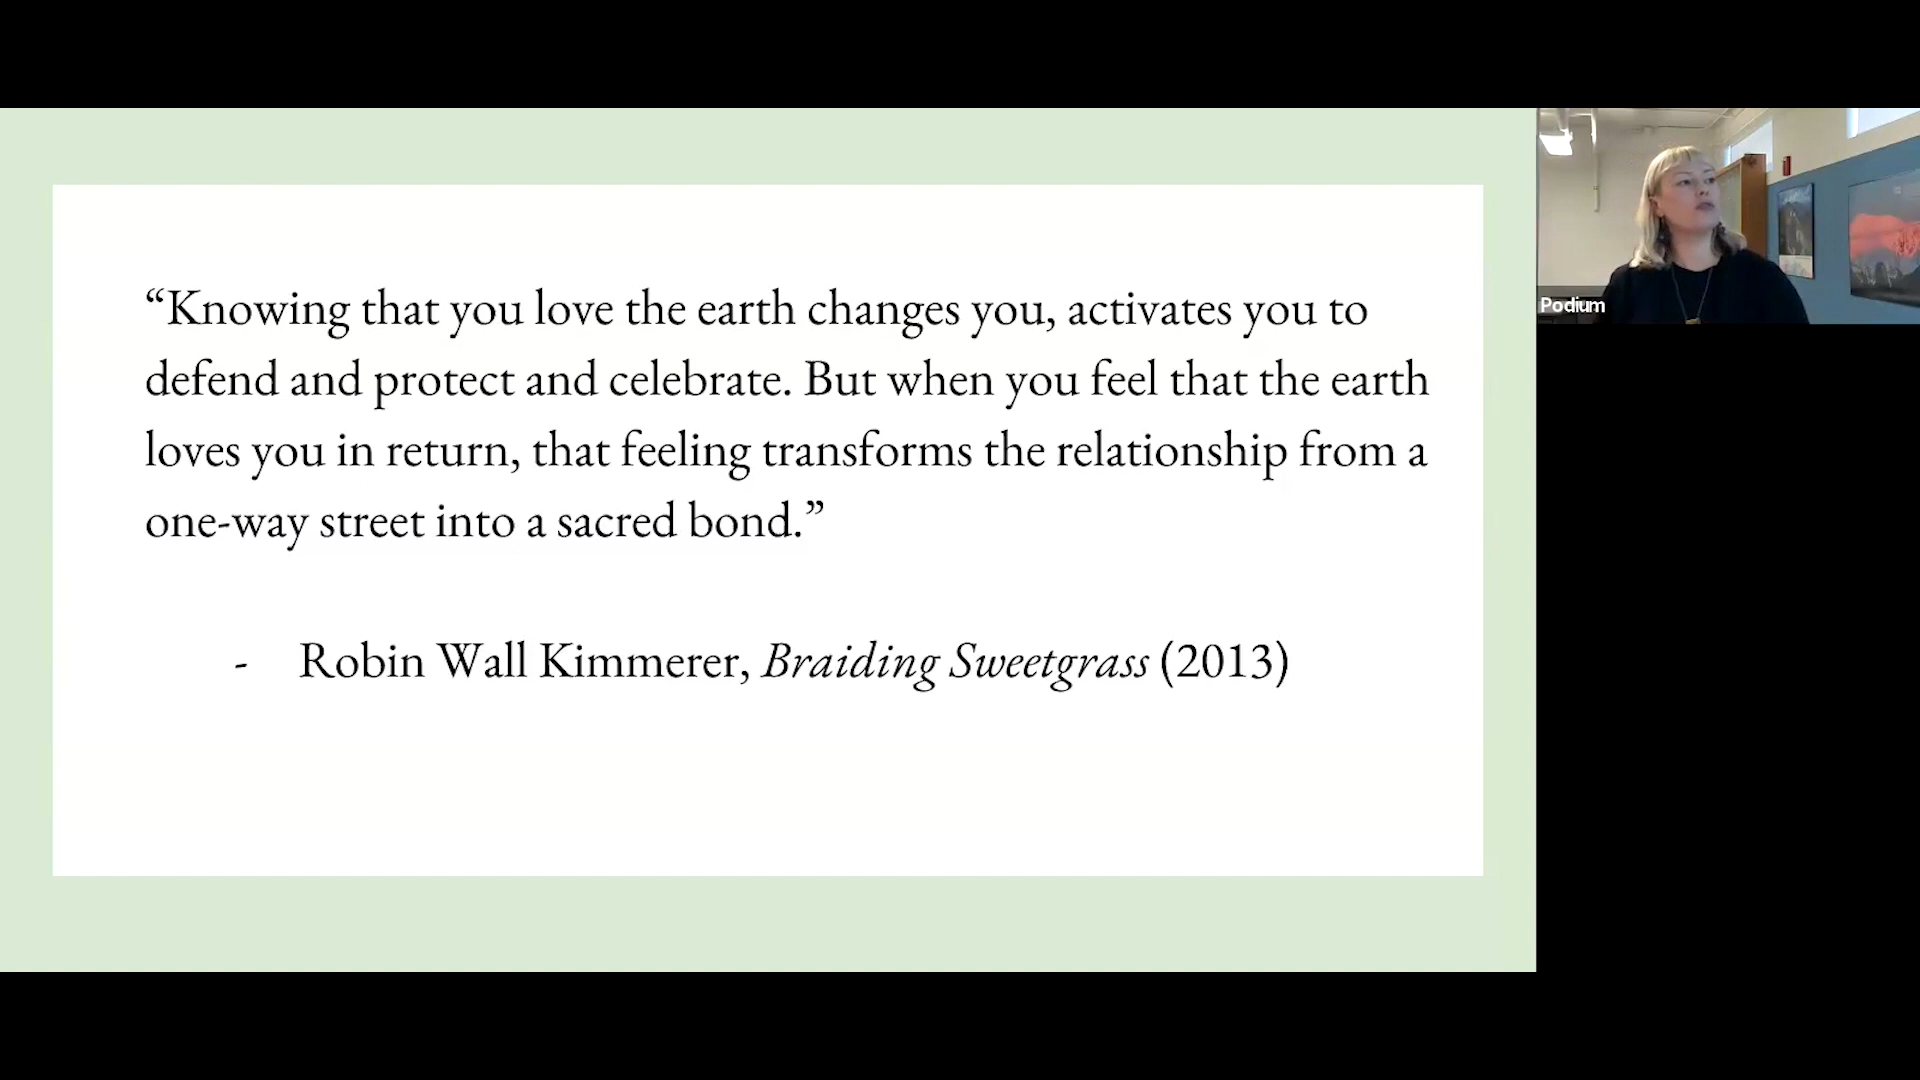 “Knowing that you love the earth changes you, activates you to
defend and protect and celebrate. But when you feel that the earth
loves you in return, that feeling transforms the relationship from a
one-way street into a sacred bond.”
- Robin Wall Kimmerer, Braiding Sweetgrass (2013)
Podium